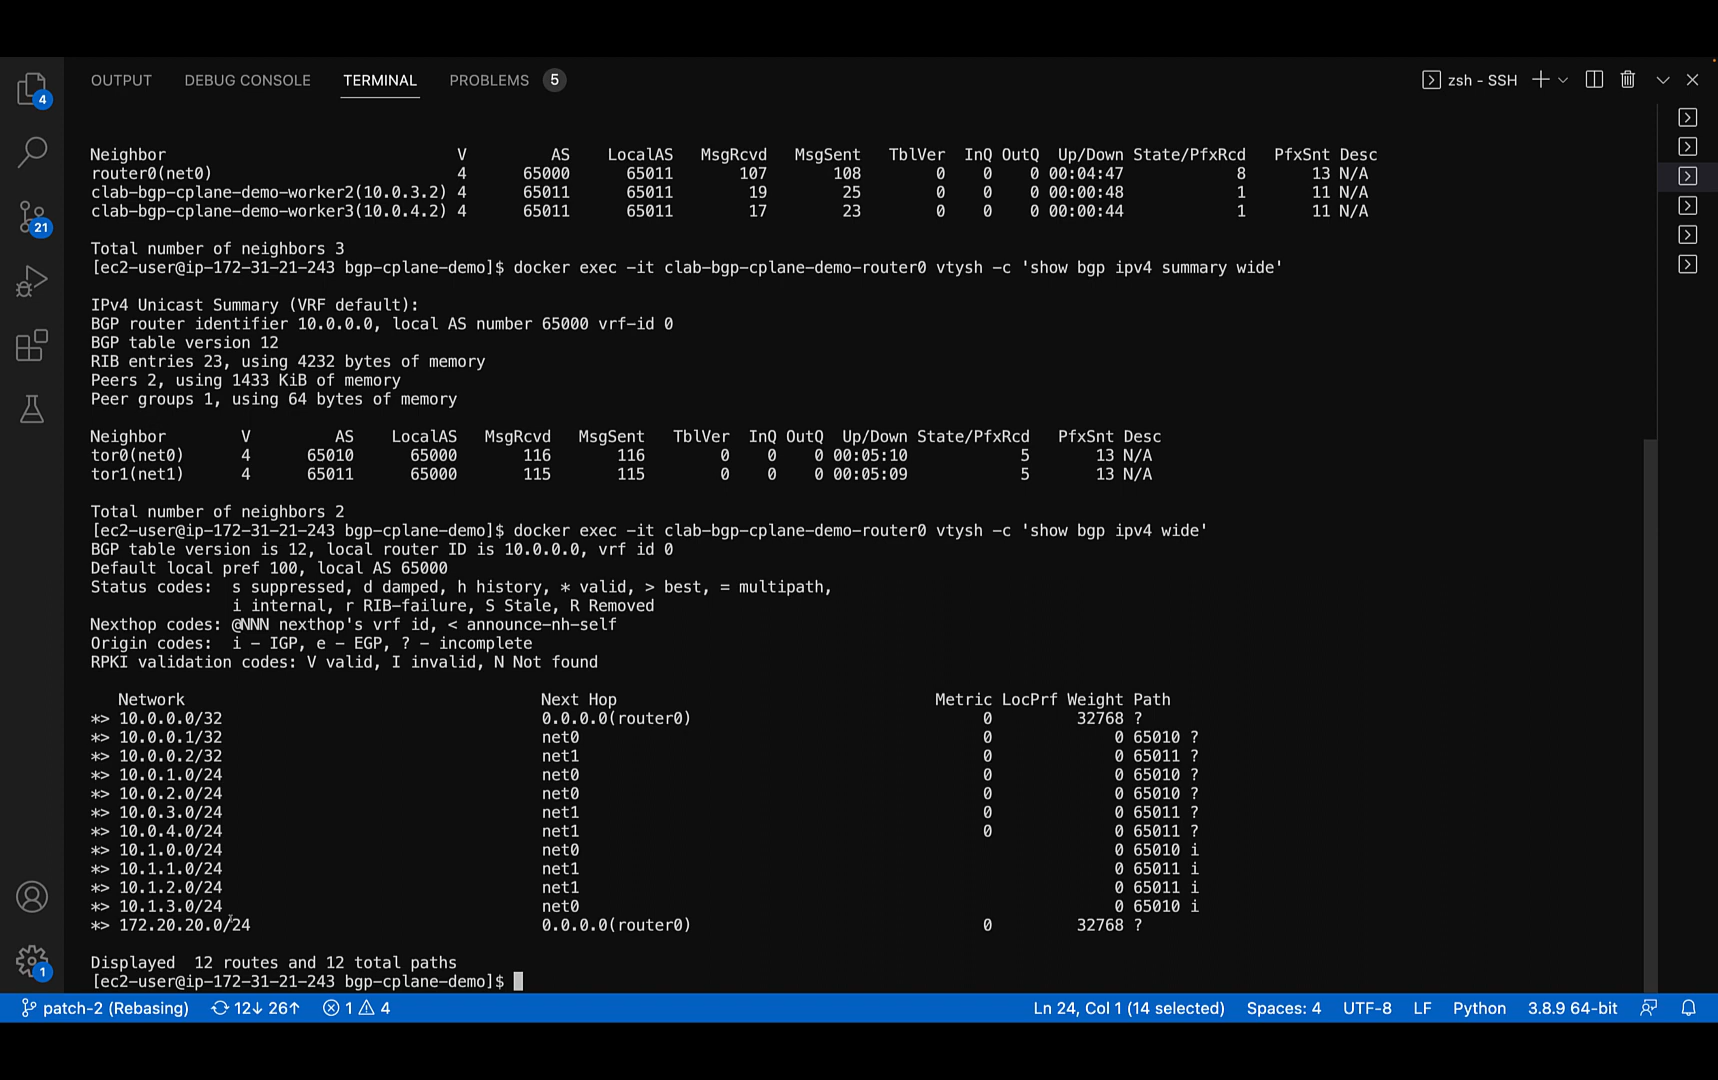 OUTPUT DEBUG CONSOLE TERMINAL PROBLEMS 5 zsh - SSH
4
21
1
Neighbor V AS LocalAS MsgRcvd MsgSent TblVer InQ OutQ Up/Down State/PfxRcd PfxSnt Desc
router0(net0) 4 65000 65011 107 108 0 0 0 00:04:47 8 13 N/A
clab-bgp-cplane-demo-worker2(10.0.3.2) 4 65011 65011 19 25 0 0 0 00:00:48 1 11 N/A
clab-bgp-cplane-demo-worker3(10.0.4.2) 4 65011 65011 17 23 0 0 0 00:00:44 1 11 N/A
Total number of neighbors 3
[ec2-user@ip-172-31-21-243 bgp-cplane-demo]$ docker exec -it clab-bgp-cplane-demo-router0 vtysh -c 'show bgp ipv4 summary wide'
IPv4 Unicast Summary (VRF default):
BGP router identifier 10.0.0.0, local AS number 65000 vrf-id 0
BGP table version 12
RIB entries 23, using 4232 bytes of memory
Peers 2, using 1433 KiB of memory
Peer groups 1, using 64 bytes of memory
Neighbor V AS LocalAS MsgRcvd MsgSent TblVer InQ OutQ Up/Down State/PfxRcd PfxSnt Desc
tor0(net0) 4 65010 65000 116 116 0 0 0 00:05:10 5 13 N/A
tor1(net1) 4 65011 65000 115 115 0 0 0 00:05:09 5 13 N/A
Total number of neighbors 2
[ec2-user@ip-172-31-21-243 bgp-cplane-demo]$ docker exec -it clab-bgp-cplane-demo-router0 vtysh -c 'show bgp ipv4 wide'
BGP table version is 12, local router ID is 10.0.0.0, vrf id 0
Default local pref 100, local AS 65000
Status codes: s suppressed, d damped, h history, * valid, > best, = multipath,
i internal, r RIB-failure, S Stale, R Removed
Nexthop codes: @NNN nexthop's vrf id, < announce-nh-self
Origin codes: i - IGP, e - EGP, ? - incomplete
RPKI validation codes: V valid, I invalid, N Not found
Network Next Hop Metric LocPrf Weight Path
*> 10.0.0.0/32 0.0.0.0(router0) 0 32768 ?
*> 10.0.0.1/32 net0 0 0 65010 ?
*> 10.0.0.2/32 net1 0 0 65011 ?
*> 10.0.1.0/24 net0 0 0 65010 ?
*> 10.0.2.0/24 net0 0 0 65010 ?
*> 10.0.3.0/24 net1 0 0 65011 ?
*> 10.0.4.0/24 net1 0 0 65011 ?
*> 10.1.0.0/24 net0 0 65010 i
*> 10.1.1.0/24 net1 0 65011 i
*> 10.1.2.0/24 net1 0 65011 i
*> 10.1.3.0/24 net0 0 65010 i
*> 172.20.20.0/24 0.0.0.0(router0) 0 32768 ?
Displayed 12 routes and 12 total paths
[ec2-user@ip-172-31-21-243 bgp-cplane-demo]$
patch-2 (Rebasing) 12↓ 26↑ 1 4 Ln 24, Col 1 (14 selected) Spaces: 4 UTF-8 LF Python 3.8.9 64-bit